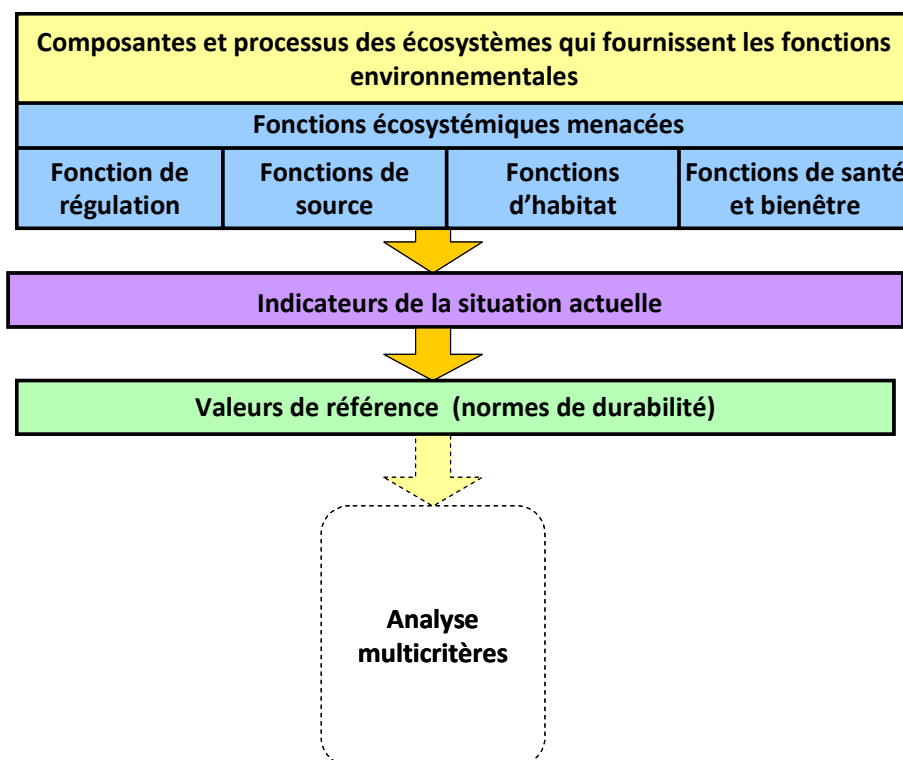 Composantes et processus des écosystèmes qui fournissent les fonctions
environnementales
Fonctions écosystémiques menacées
Fonction de
régulation
Fonctions de
source
Fonctions
d'habitat
Fonctions de santé
et bienêtre
Indicateurs de la situation actuelle
Valeurs de référence (normes de durabilité)
Analyse
multicritères